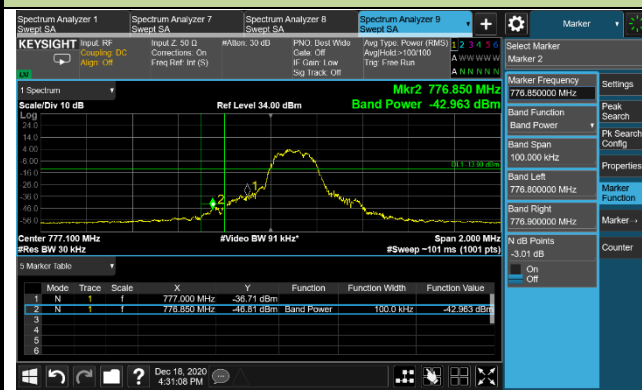 Spectrum Analyzer 1
Swept SA
Spectrum Analyzer 7
Swept SA
Spectrum Analyzer 8
Swept SA
Spectrum Analyzer 9
Swept SA
Marker
KEYSIGHT
Input: RF
Coupling: DC
Align: Off
Input Z: 50 Ω
Corrections: On
Freq Ref: Int (S)
#Atten: 30 dB
PNO: Best Wide
Gate: Off
IF Gain: Low
Sig Track: Off
Avg Type: Power (RMS)
Avg|Hold:>100/100
Trig: Free Run
1 2 3 4 5 6
A W W W W W
A N N N N N
Select Marker
Marker 2
LM
1 Spectrum
Scale/Div 10 dB
Ref Level 34.00 dBm
Mkr2 776.850 MHz
Band Power -42.963 dBm
Log
24.0
14.0
4.00
-6.00
-16.0
-26.0
-36.0
-46.0
-56.0
DL1 -13.00 dBm
1
2
Center 777.100 MHz
#Res BW 30 kHz
#Video BW 91 kHz*
Span 2.000 MHz
#Sweep ~101 ms (1001 pts)
5 Marker Table
Mode Trace Scale X Y Function Function Width Function Value
1 N 1 f 777.000 MHz -36.71 dBm
2 N 1 f 776.850 MHz -46.81 dBm Band Power 100.0 kHz -42.963 dBm
3
4
5
6
Marker Frequency
776.850000 MHz
Band Function
Band Power
Band Span
100.000 kHz
Band Left
776.800000 MHz
Band Right
776.900000 MHz
N dB Points
-3.01 dB
On
Off
Settings
Peak
Search
Pk Search
Config
Properties
Marker
Function
Marker→
Counter
?
Dec 18, 2020
4:31:08 PM